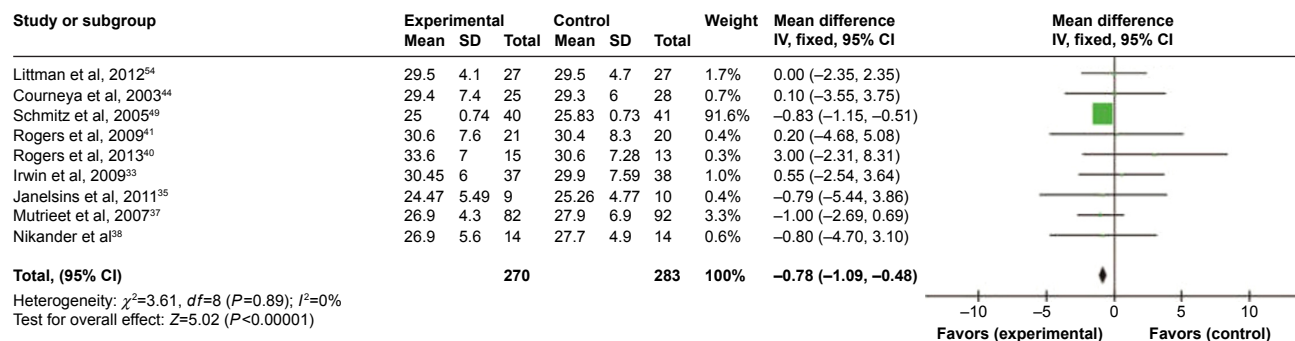 Study or subgroup Experimental Control Weight Mean difference Mean difference
Mean SD Total Mean SD Total IV, fixed, 95% CI IV, fixed, 95% CI
Littman et al, 2012⁵⁴ 29.5 4.1 27 29.5 4.7 27 1.7% 0.00 (–2.35, 2.35)
Courneya et al, 2003⁴⁴ 29.4 7.4 25 29.3 6 28 0.7% 0.10 (–3.55, 3.75)
Schmitz et al, 2005⁴⁹ 25 0.74 40 25.83 0.73 41 91.6% –0.83 (–1.15, –0.51)
Rogers et al, 2009⁴¹ 30.6 7.6 21 30.4 8.3 20 0.4% 0.20 (–4.68, 5.08)
Rogers et al, 2013⁴⁰ 33.6 7 15 30.6 7.28 13 0.3% 3.00 (–2.31, 8.31)
Irwin et al, 2009³³ 30.45 6 37 29.9 7.59 38 1.0% 0.55 (–2.54, 3.64)
Janelsins et al, 2011³⁵ 24.47 5.49 9 25.26 4.77 10 0.4% –0.79 (–5.44, 3.86)
Mutrieet et al, 2007³⁷ 26.9 4.3 82 27.9 6.9 92 3.3% –1.00 (–2.69, 0.69)
Nikander et al³⁸ 26.9 5.6 14 27.7 4.9 14 0.6% –0.80 (–4.70, 3.10)
Total, (95% CI) 270 283 100% –0.78 (–1.09, –0.48)
Heterogeneity: χ²=3.61, df=8 (P=0.89); I²=0%
Test for overall effect: Z=5.02 (P<0.00001)
–10 –5 0 5 10
Favors (experimental) Favors (control)